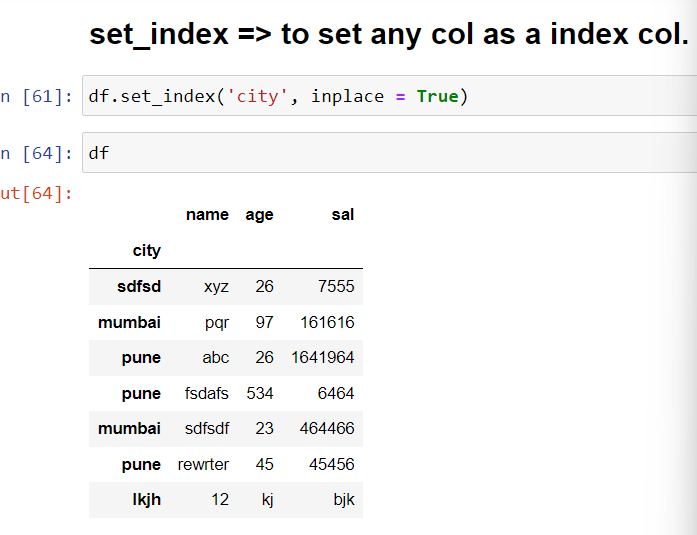 set_index => to set any col as a index col.
n [61]: df.set_index('city', inplace = True)
n [64]: df
ut[64]:
name age sal
city
sdfsd xyz 26 7555
mumbai pqr 97 161616
pune abc 26 1641964
pune fsdafs 534 6464
mumbai sdfsdf 23 464466
pune rewrter 45 45456
lkjh 12 kj bjk